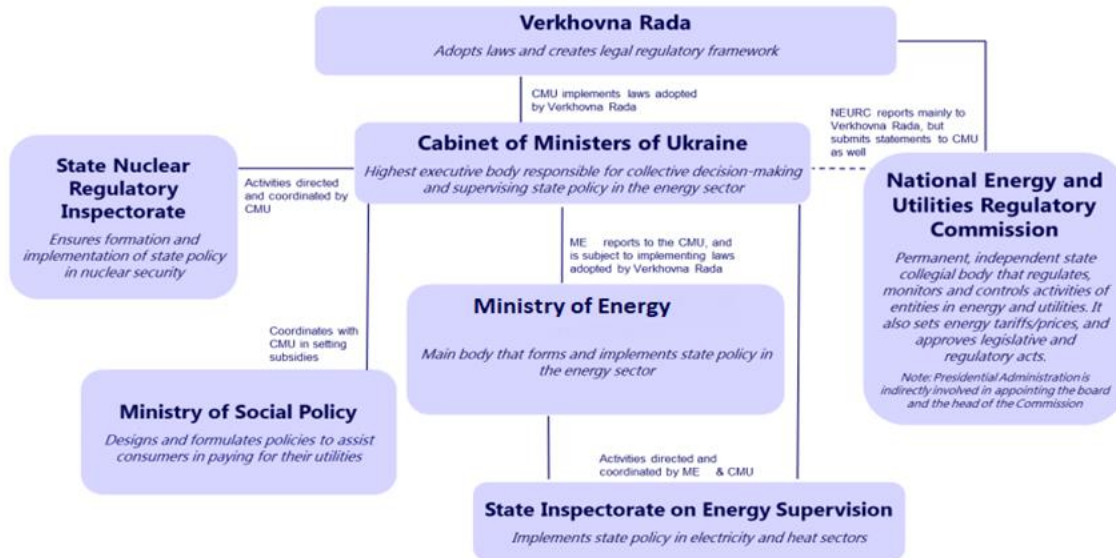 Verkhovna Rada
Adopts laws and creates legal regulatory framework
CMU implements laws adopted
by Verkhovna Rada
NEURC reports mainly to
Verkhovna Rada, but
submits statements to CMU
as well
Cabinet of Ministers of Ukraine
Highest executive body responsible for collective decision-making
and supervising state policy in the energy sector
State Nuclear
Regulatory
Inspectorate
Ensures formation and
implementation of state policy
in nuclear security
Activities directed
and coordinated by
CMU
National Energy and
Utilities Regulatory
Commission
Permanent, independent state
collegial body that regulates,
monitors and controls activities of
entities in energy and utilities. It
also sets energy tariffs/prices, and
approves legislative and
regulatory acts.
Note: Presidential Administration is
indirectly involved in appointing the board
and the head of the Commission
ME reports to the CMU, and
is subject to implementing laws
adopted by Verkhovna Rada
Ministry of Energy
Main body that forms and implements state policy in
the energy sector
Coordinates with
CMU in setting
subsidies
Ministry of Social Policy
Designs and formulates policies to assist
consumers in paying for their utilities
Activities directed and
coordinated by ME & CMU
State Inspectorate on Energy Supervision
Implements state policy in electricity and heat sectors